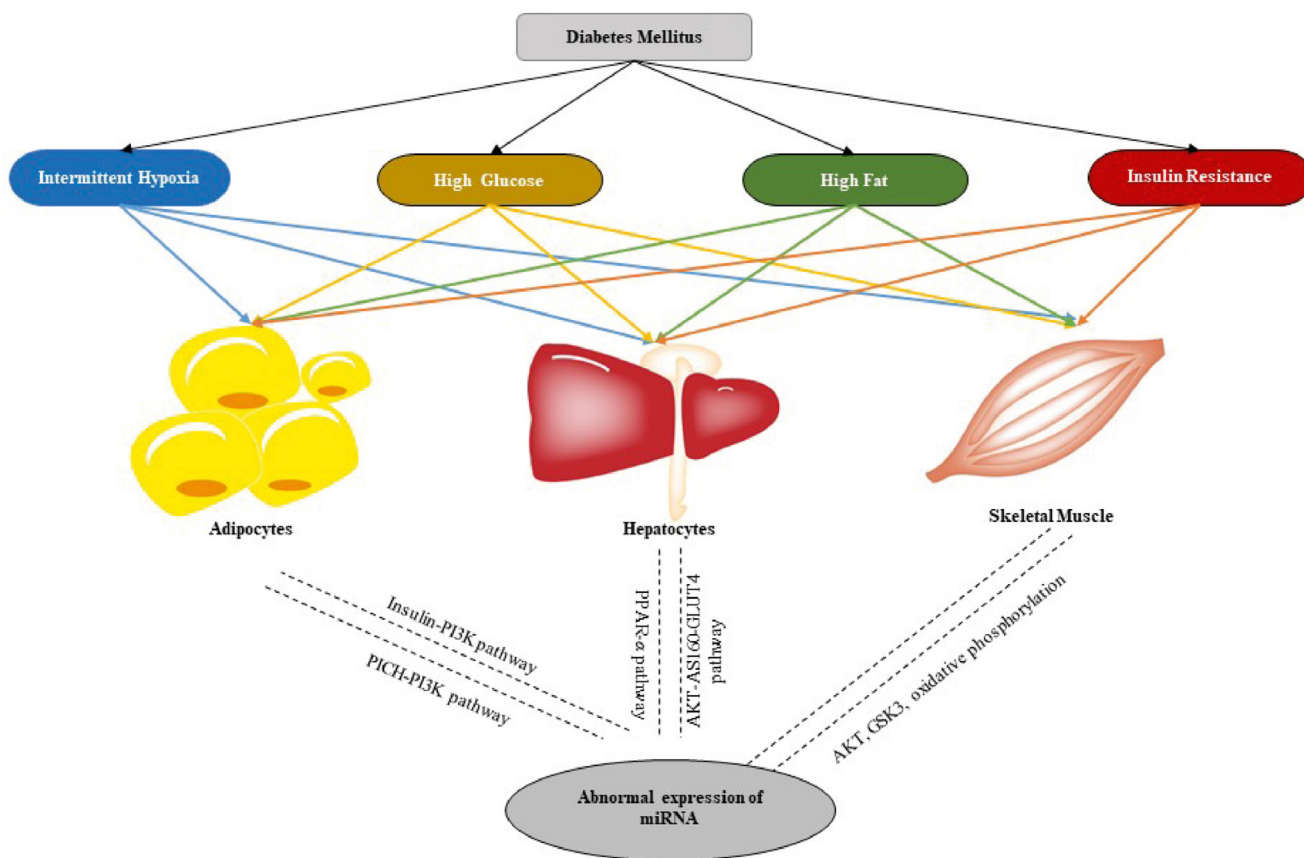 Diabetes Mellitus
Intermittent Hypoxia
High Glucose
High Fat
Insulin Resistance
Adipocytes
Hepatocytes
Skeletal Muscle
Insulin-PI3K pathway
PICH-PI3K pathway
PPAR-α pathway
AKT-AS160-GLUT4
pathway
AKT, GSK3, oxidative phosphorylation
Abnormal expression of
miRNA